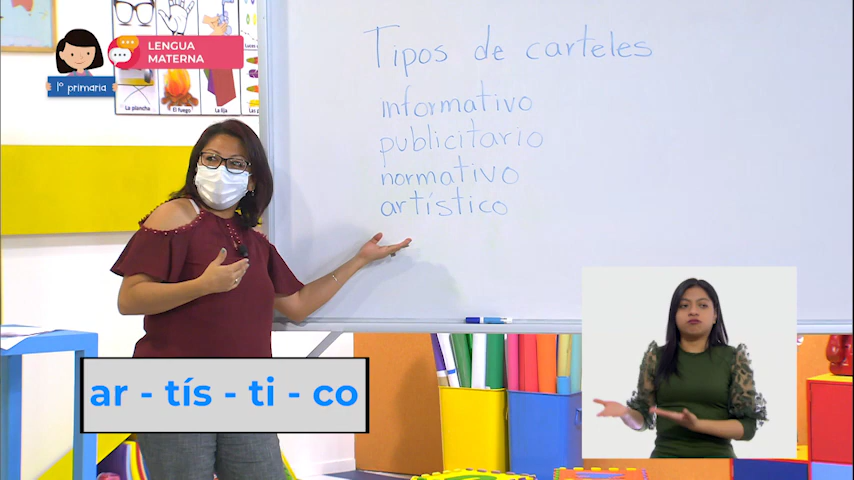 LENGUA
MATERNA
1° primaria
La plancha
El fuego
La lija
Tipos de carteles
informativo
publicitario
normativo
artístico
ar - tís - ti - co